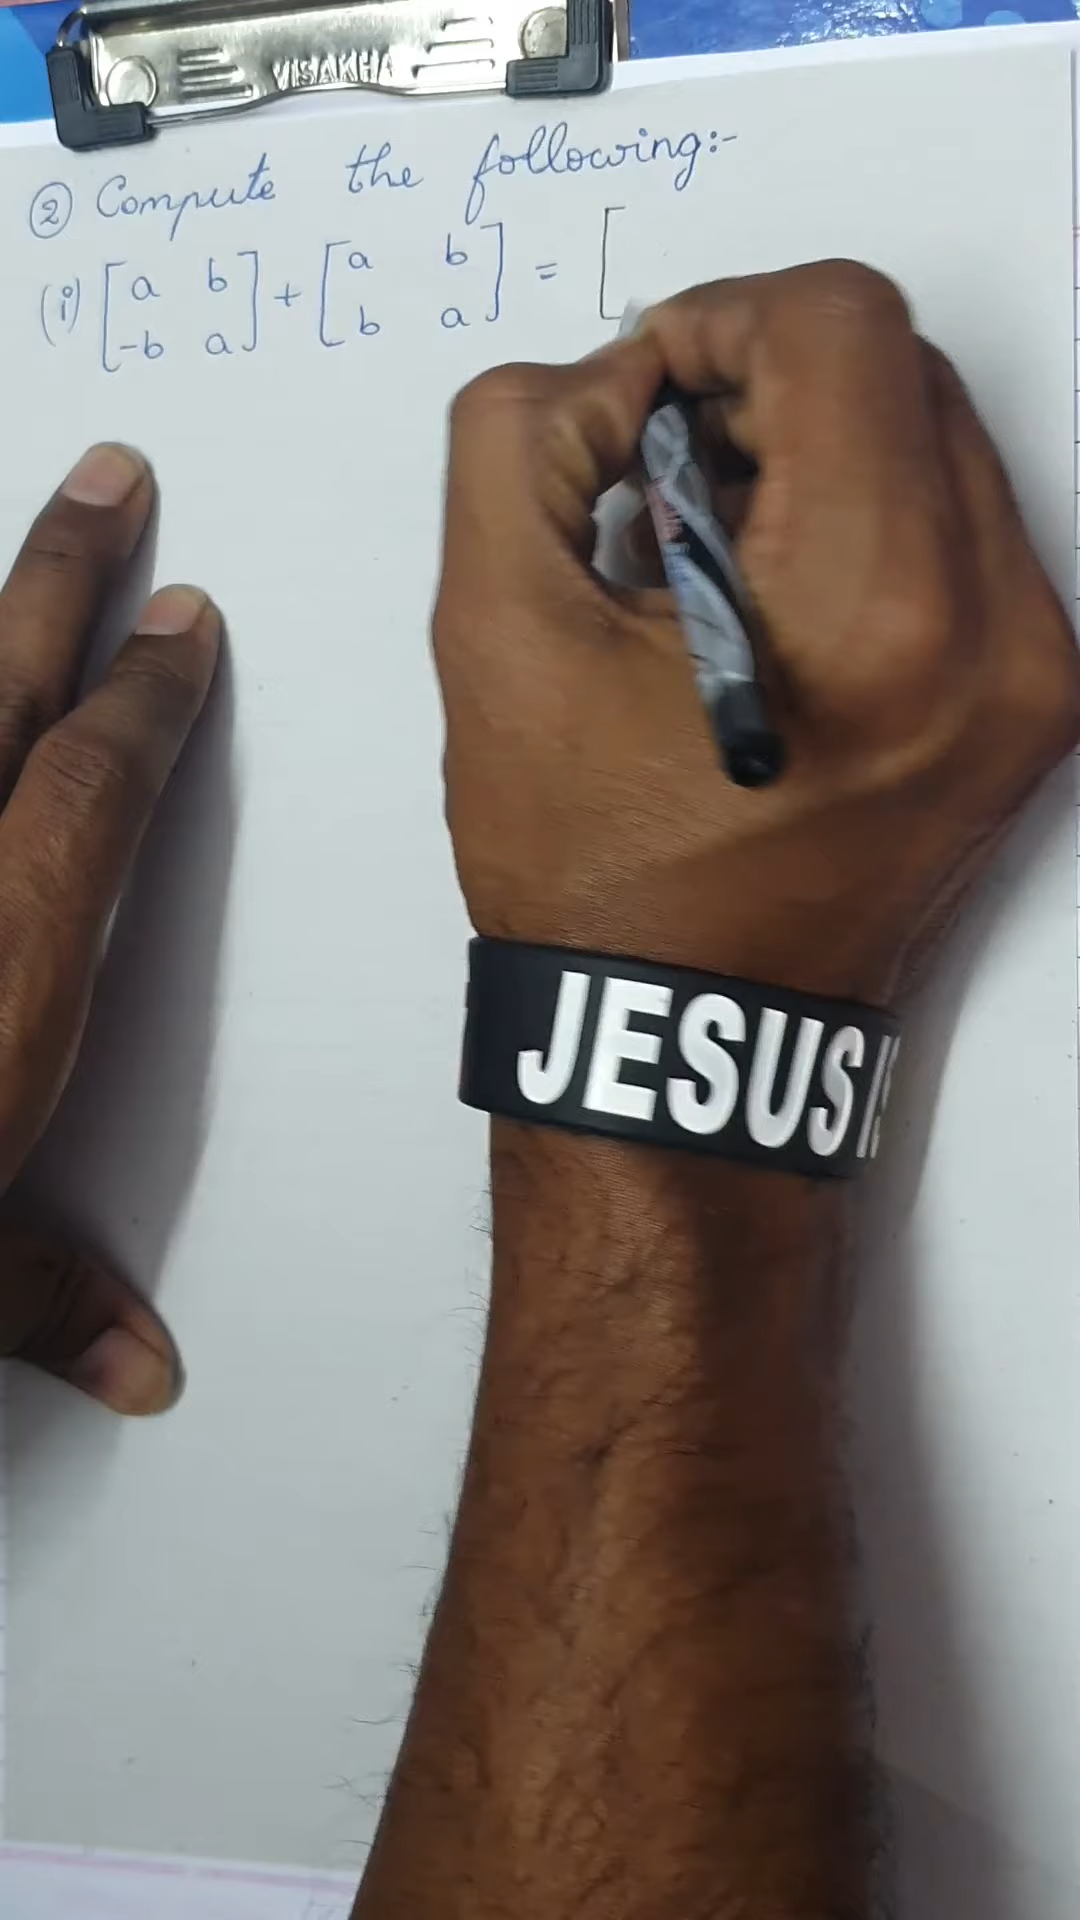 VISAKHA
② Compute the following:-
(i) [a b] + [a b] = [
[-b a] [b a]
JESUS IS